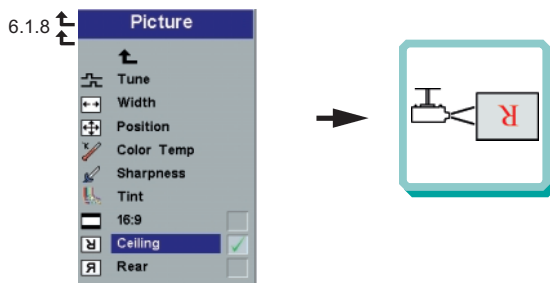 6.1.8
Picture
Tune
Width
Position
Color Temp
Sharpness
Tint
16:9
R Ceiling
R Rear
R